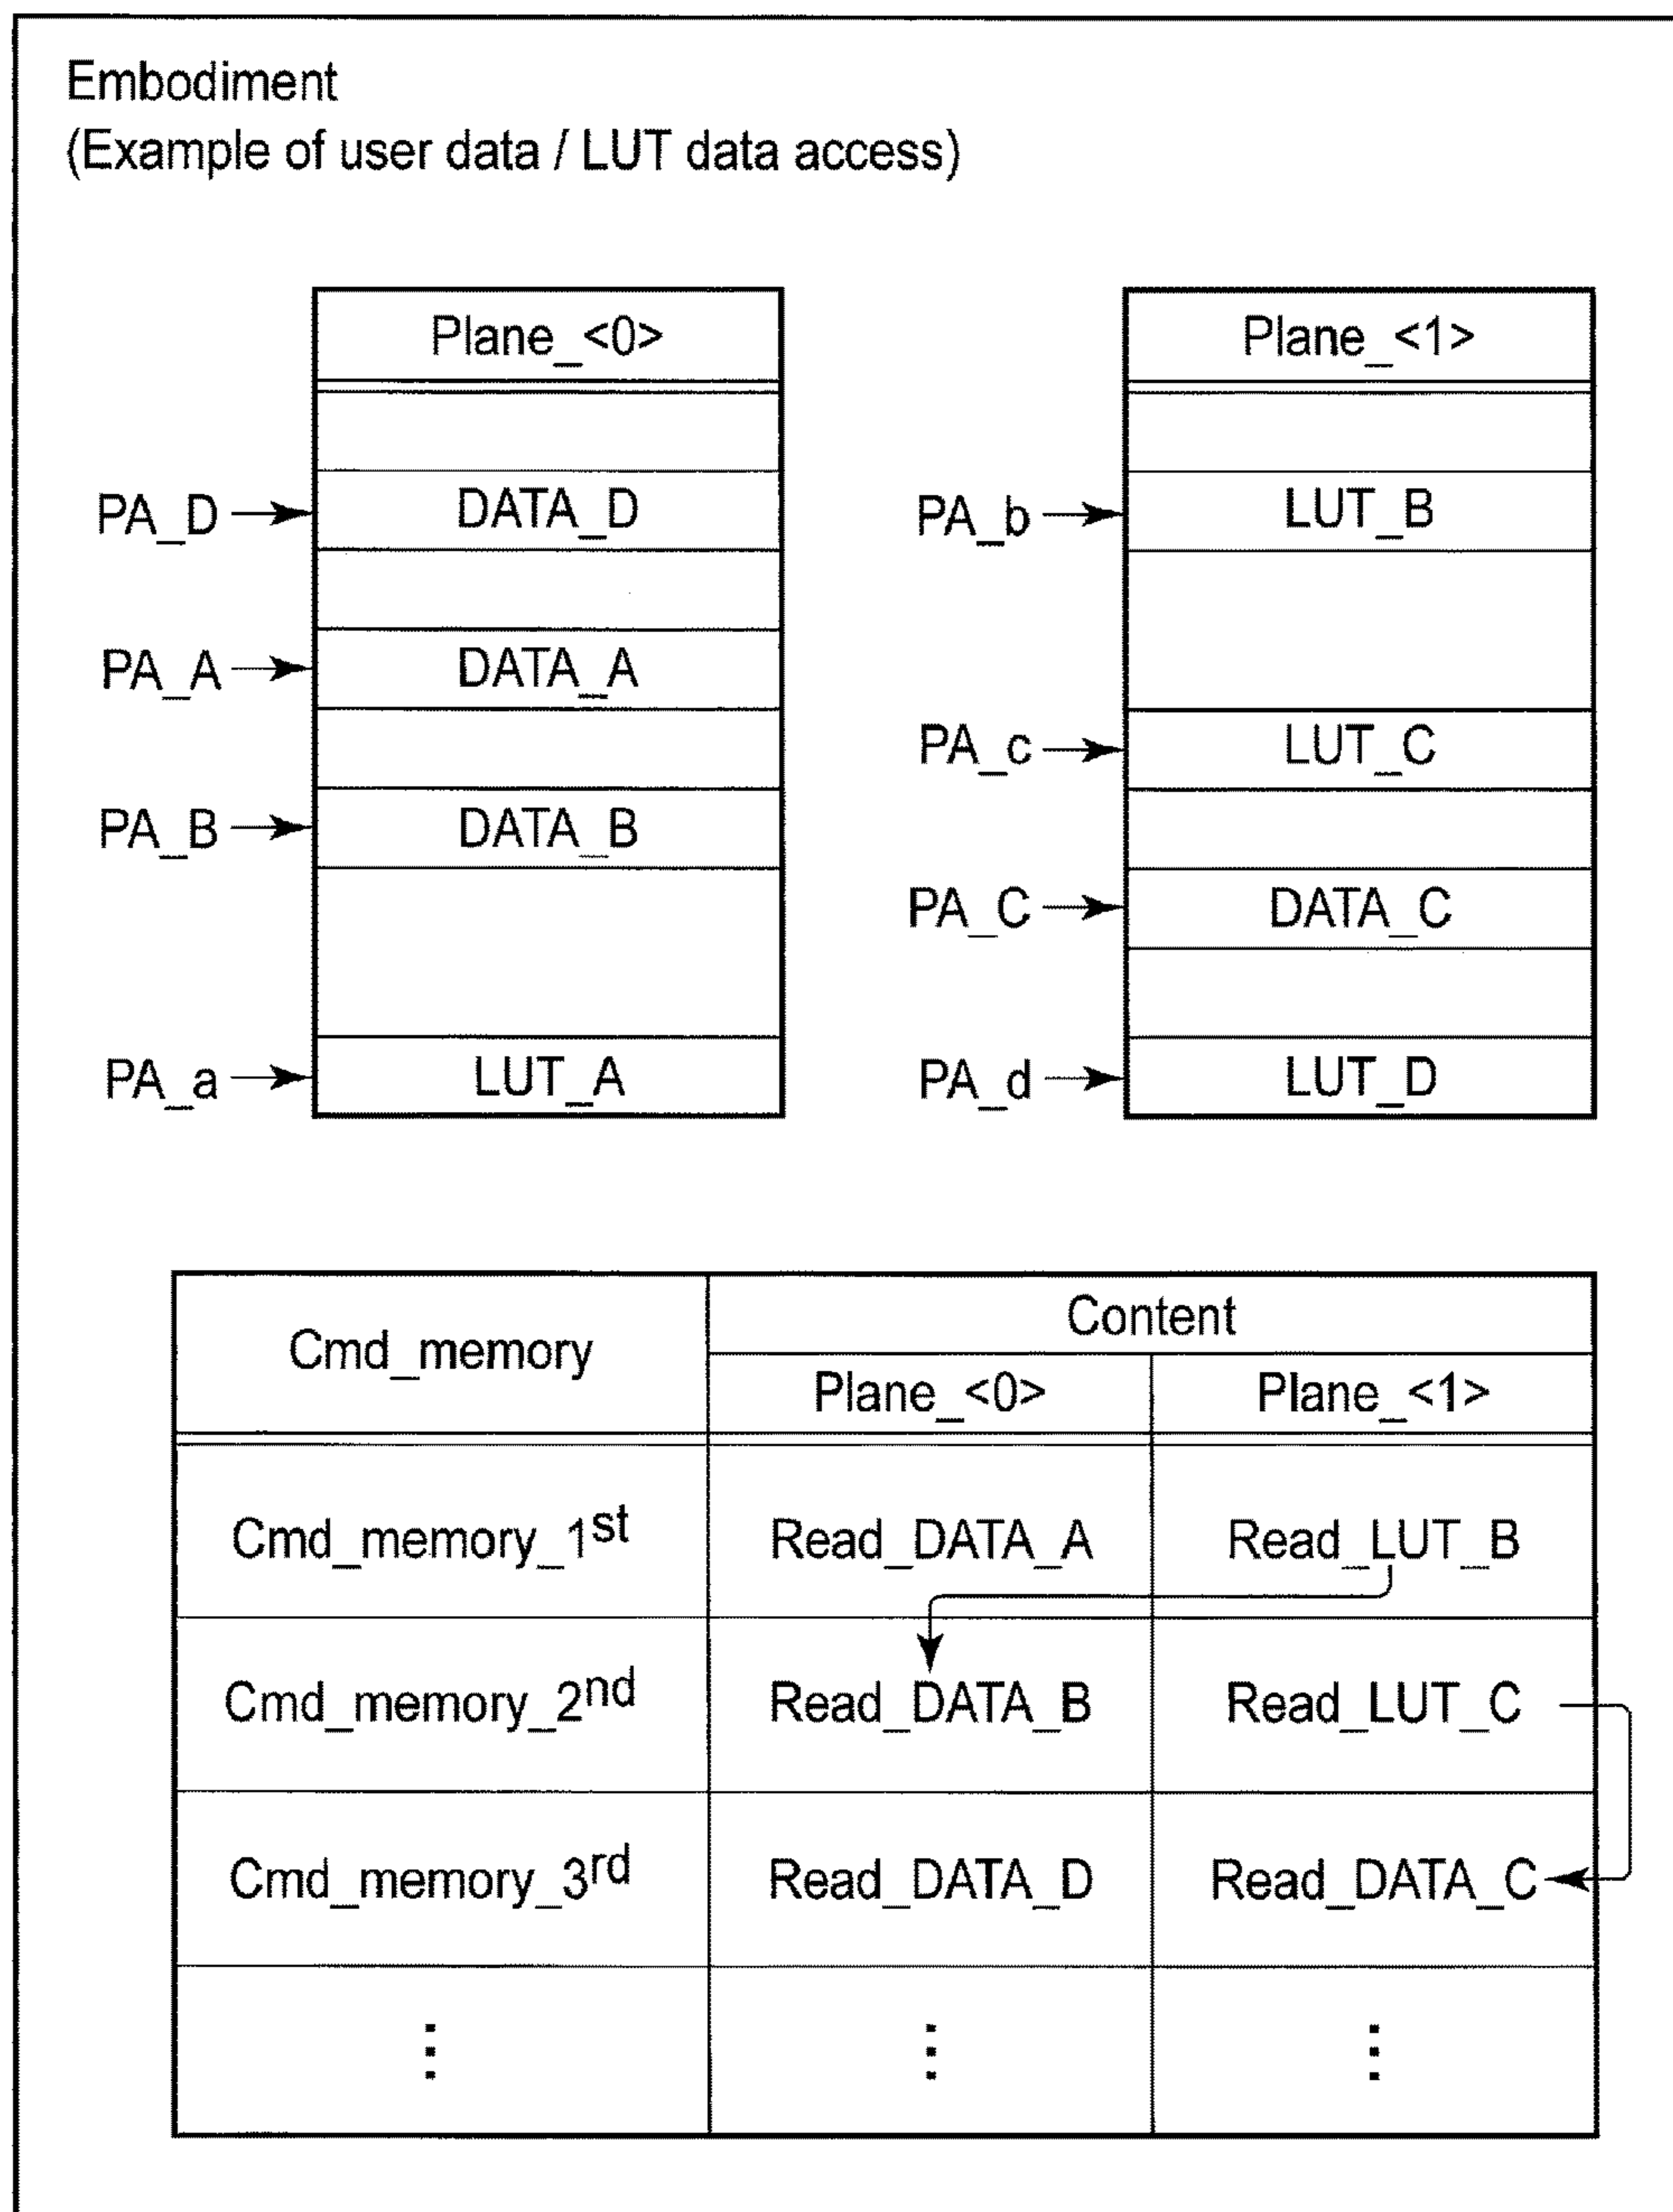 Embodiment
(Example of user data / LUT data access)
Plane_<0>
PA_D DATA_D
PA_A DATA_A
PA_B DATA_B
PA_a LUT_A
Plane_<1>
PA_b LUT_B
PA_c LUT_C
PA_C DATA_C
PA_d LUT_D
Cmd_memory Content
Plane_<0> Plane_<1>
Cmd_memory_1st Read_DATA_A Read_LUT_B
Cmd_memory_2nd Read_DATA_B Read_LUT_C
Cmd_memory_3rd Read_DATA_D Read_DATA_C
⋮ ⋮ ⋮